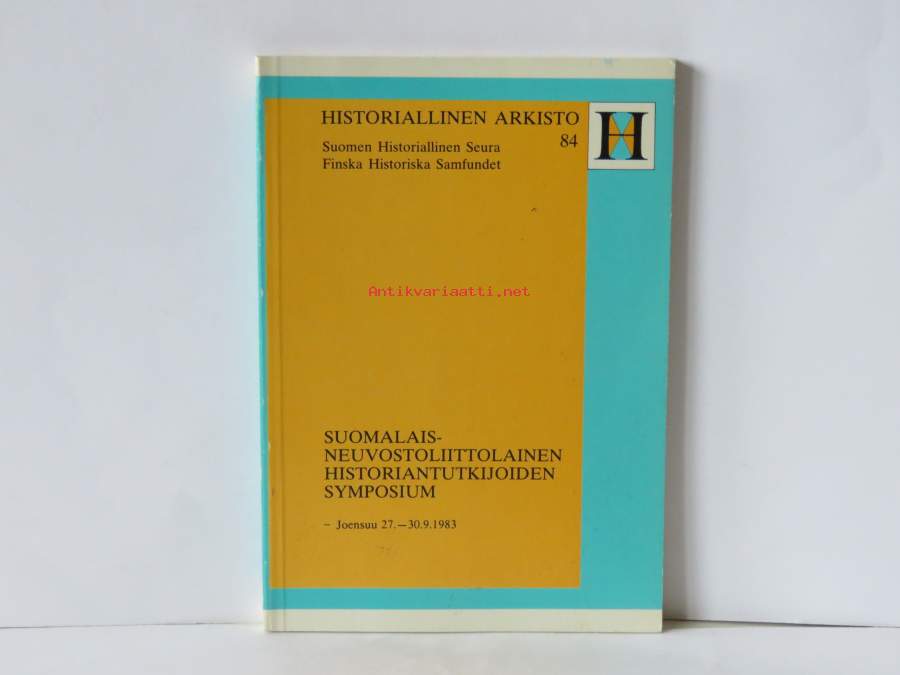 HISTORIALLINEN ARKISTO
84
H
Suomen Historiallinen Seura
Finska Historiska Samfundet
Antikvariaatti.net
SUOMALAIS-
NEUVOSTOLIITTOLAINEN
HISTORIANTUTKIJOIDEN
SYMPOSIUM
– Joensuu 27.—30.9.1983